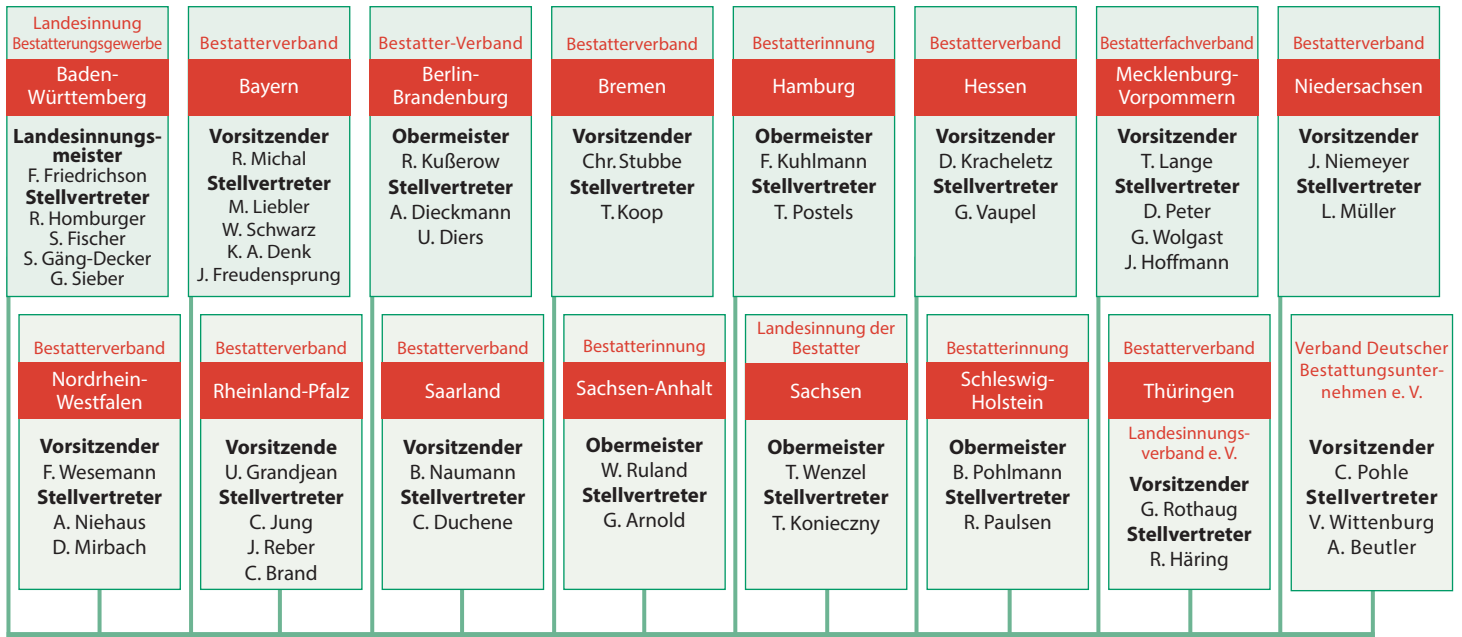 Landesinnung
Bestatterungsgewerbe
Baden-
Württemberg
Landesinnungs-
meister
F. Friedrichson
Stellvertreter
R. Homburger
S. Fischer
S. Gäng-Decker
G. Sieber
Bestatterverband
Bayern
Vorsitzender
R. Michal
Stellvertreter
M. Liebler
W. Schwarz
K. A. Denk
J. Freudensprung
Bestatter-Verband
Berlin-
Brandenburg
Obermeister
R. Kußerow
Stellvertreter
A. Dieckmann
U. Diers
Bestatterverband
Bremen
Vorsitzender
Chr. Stubbe
Stellvertreter
T. Koop
Bestatterinnung
Hamburg
Obermeister
F. Kuhlmann
Stellvertreter
T. Postels
Bestatterverband
Hessen
Vorsitzender
D. Kracheletz
Stellvertreter
G. Vaupel
Bestatterfachverband
Mecklenburg-
Vorpommern
Vorsitzender
T. Lange
Stellvertreter
D. Peter
G. Wolgast
J. Hoffmann
Bestatterverband
Niedersachsen
Vorsitzender
J. Niemeyer
Stellvertreter
L. Müller
Bestatterverband
Nordrhein-
Westfalen
Vorsitzender
F. Wesemann
Stellvertreter
A. Niehaus
D. Mirbach
Bestatterverband
Rheinland-Pfalz
Vorsitzende
U. Grandjean
Stellvertreter
C. Jung
J. Reber
C. Brand
Bestatterverband
Saarland
Vorsitzender
B. Naumann
Stellvertreter
C. Duchene
Bestatterinnung
Sachsen-Anhalt
Obermeister
W. Ruland
Stellvertreter
G. Arnold
Landesinnung der
Bestatter
Sachsen
Obermeister
T. Wenzel
Stellvertreter
T. Konieczny
Bestatterinnung
Schleswig-
Holstein
Obermeister
B. Pohlmann
Stellvertreter
R. Paulsen
Bestatterverband
Thüringen
Landesinnungs-
verband e. V.
Vorsitzender
G. Rothaug
Stellvertreter
R. Häring
Verband Deutscher
Bestattungsunter-
nehmen e. V.
Vorsitzender
C. Pohle
Stellvertreter
V. Wittenburg
A. Beutler